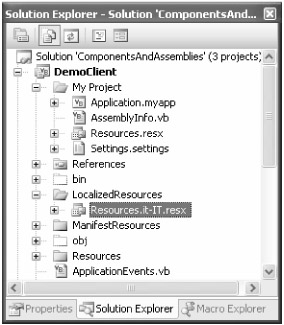 Solution Explorer - Solution 'ComponentsAnd...
Solution 'ComponentsAndAssemblies' (3 projects)
DemoClient
My Project
Application.myapp
AssemblyInfo.vb
Resources.resx
Settings.settings
References
bin
LocalizedResources
Resources.it-IT.resx
ManifestResources
obj
Resources
ApplicationEvents.vb
Properties
Solution Explorer
Macro Explorer